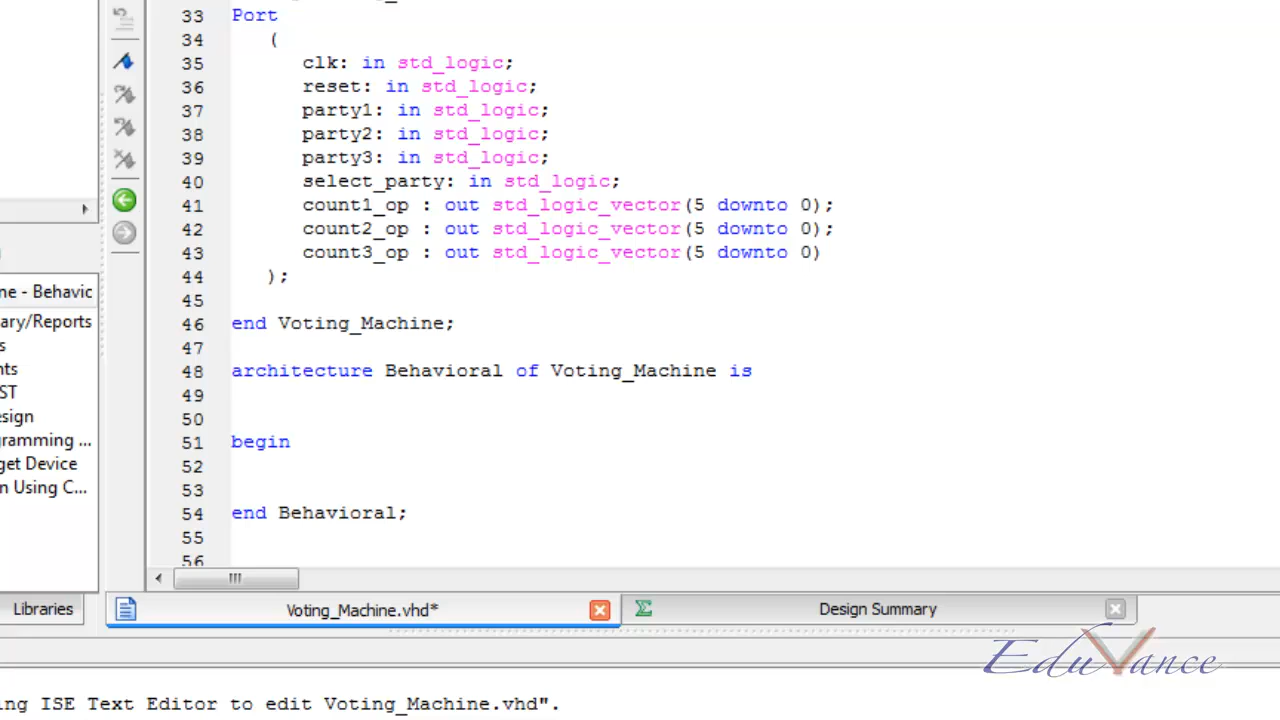 33 Port
34 (
35 clk: in std_logic;
36 reset: in std_logic;
37 party1: in std_logic;
38 party2: in std_logic;
39 party3: in std_logic;
40 select_party: in std_logic;
41 count1_op : out std_logic_vector(5 downto 0);
42 count2_op : out std_logic_vector(5 downto 0);
43 count3_op : out std_logic_vector(5 downto 0)
44 );
45
46 end Voting_Machine;
47
48 architecture Behavioral of Voting_Machine is
49
50
51 begin
52
53
54 end Behavioral;
55
56
ne - Behavic
ary/Reports
s
nts
ST
esign
gramming ...
get Device
n Using C...
Libraries
Voting_Machine.vhd*
Design Summary
EduVance
ng ISE Text Editor to edit Voting_Machine.vhd".